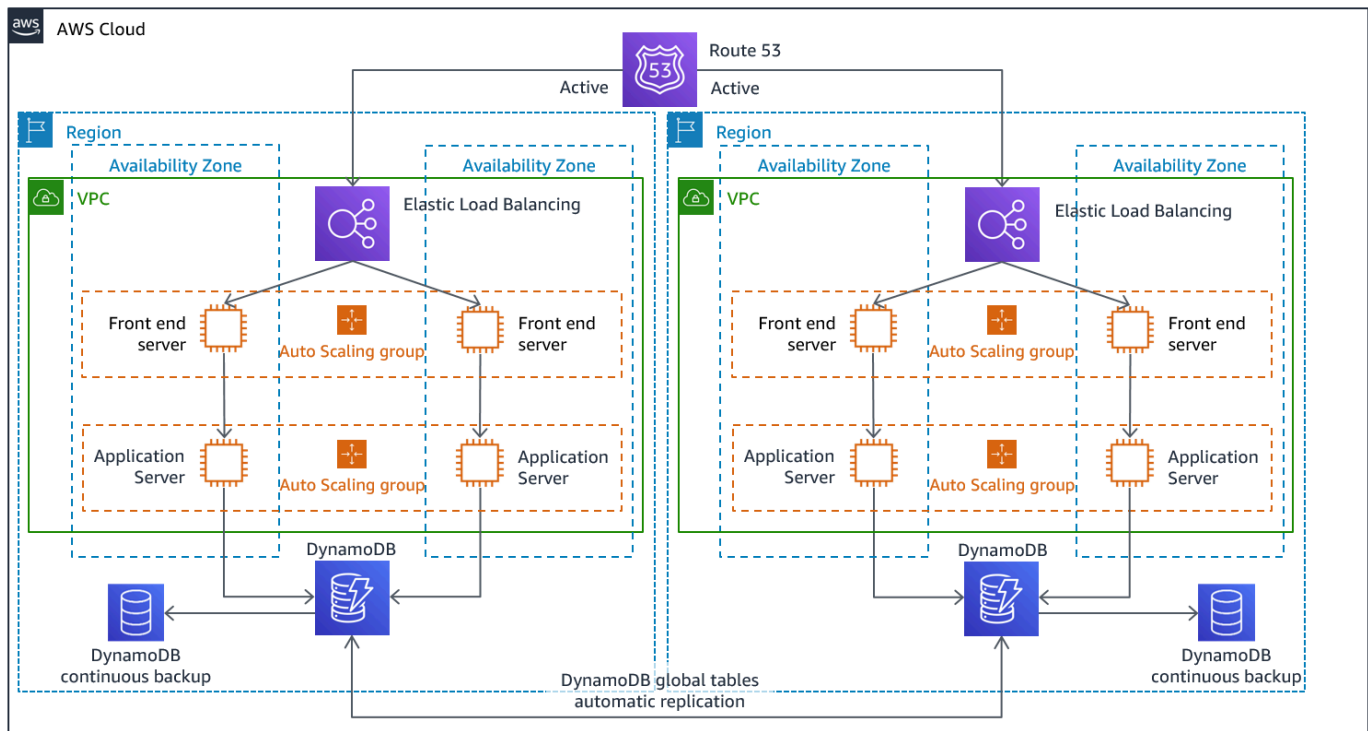 aws
AWS Cloud
Route 53
53
Active
Active
Region
Region
Availability Zone
Availability Zone
Availability Zone
Availability Zone
VPC
VPC
Elastic Load Balancing
Elastic Load Balancing
Front end
server
Auto Scaling group
Front end
server
Front end
server
Auto Scaling group
Front end
server
Application
Server
Auto Scaling group
Application
Server
Application
Server
Auto Scaling group
Application
Server
DynamoDB
DynamoDB
DynamoDB
continuous backup
DynamoDB
continuous backup
DynamoDB global tables
automatic replication